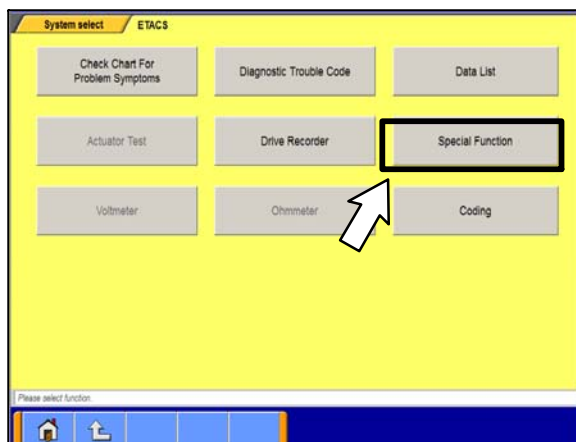 System select
ETACS
Check Chart For
Problem Symptoms
Diagnostic Trouble Code
Data List
Actuator Test
Drive Recorder
Special Function
Voltmeter
Ohmmeter
Coding
Please select function.